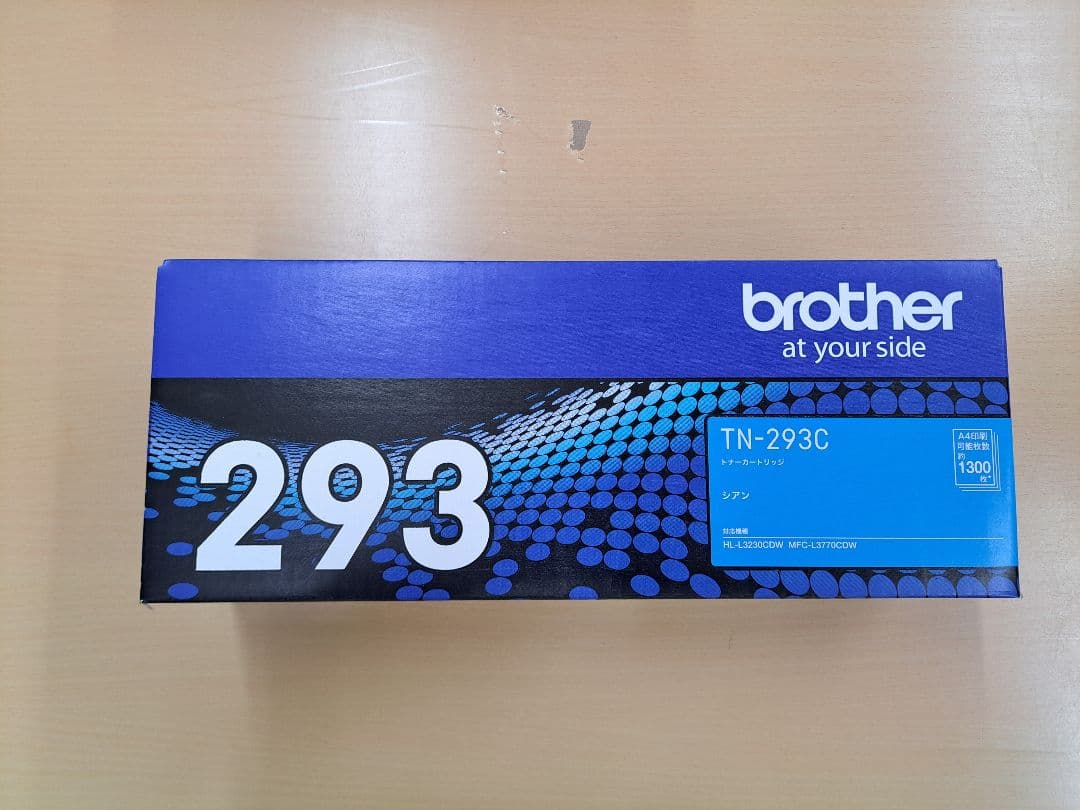 brother
at your side
293
TN-293C
トナーカートリッジ
シアン
A4印刷
可能枚数
約
1300
枚*
対応機種
HL-L3230CDW MFC-L3770CDW